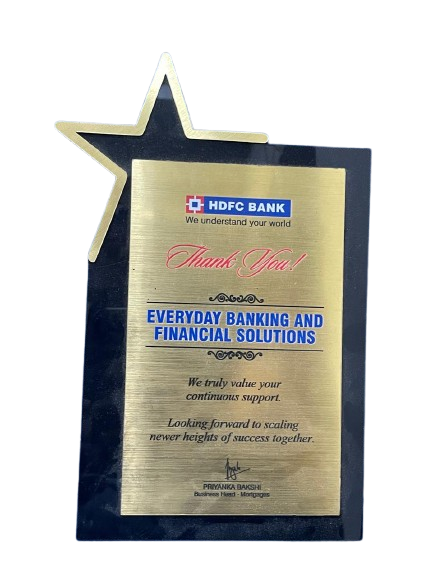 HDFC BANK
We understand your world
Thank You!
EVERYDAY BANKING AND
FINANCIAL SOLUTIONS
We truly value your
continuous support.
Looking forward to scaling
newer heights of success together.
PRIYANKA BAKSHI
Business Head - Mortgages